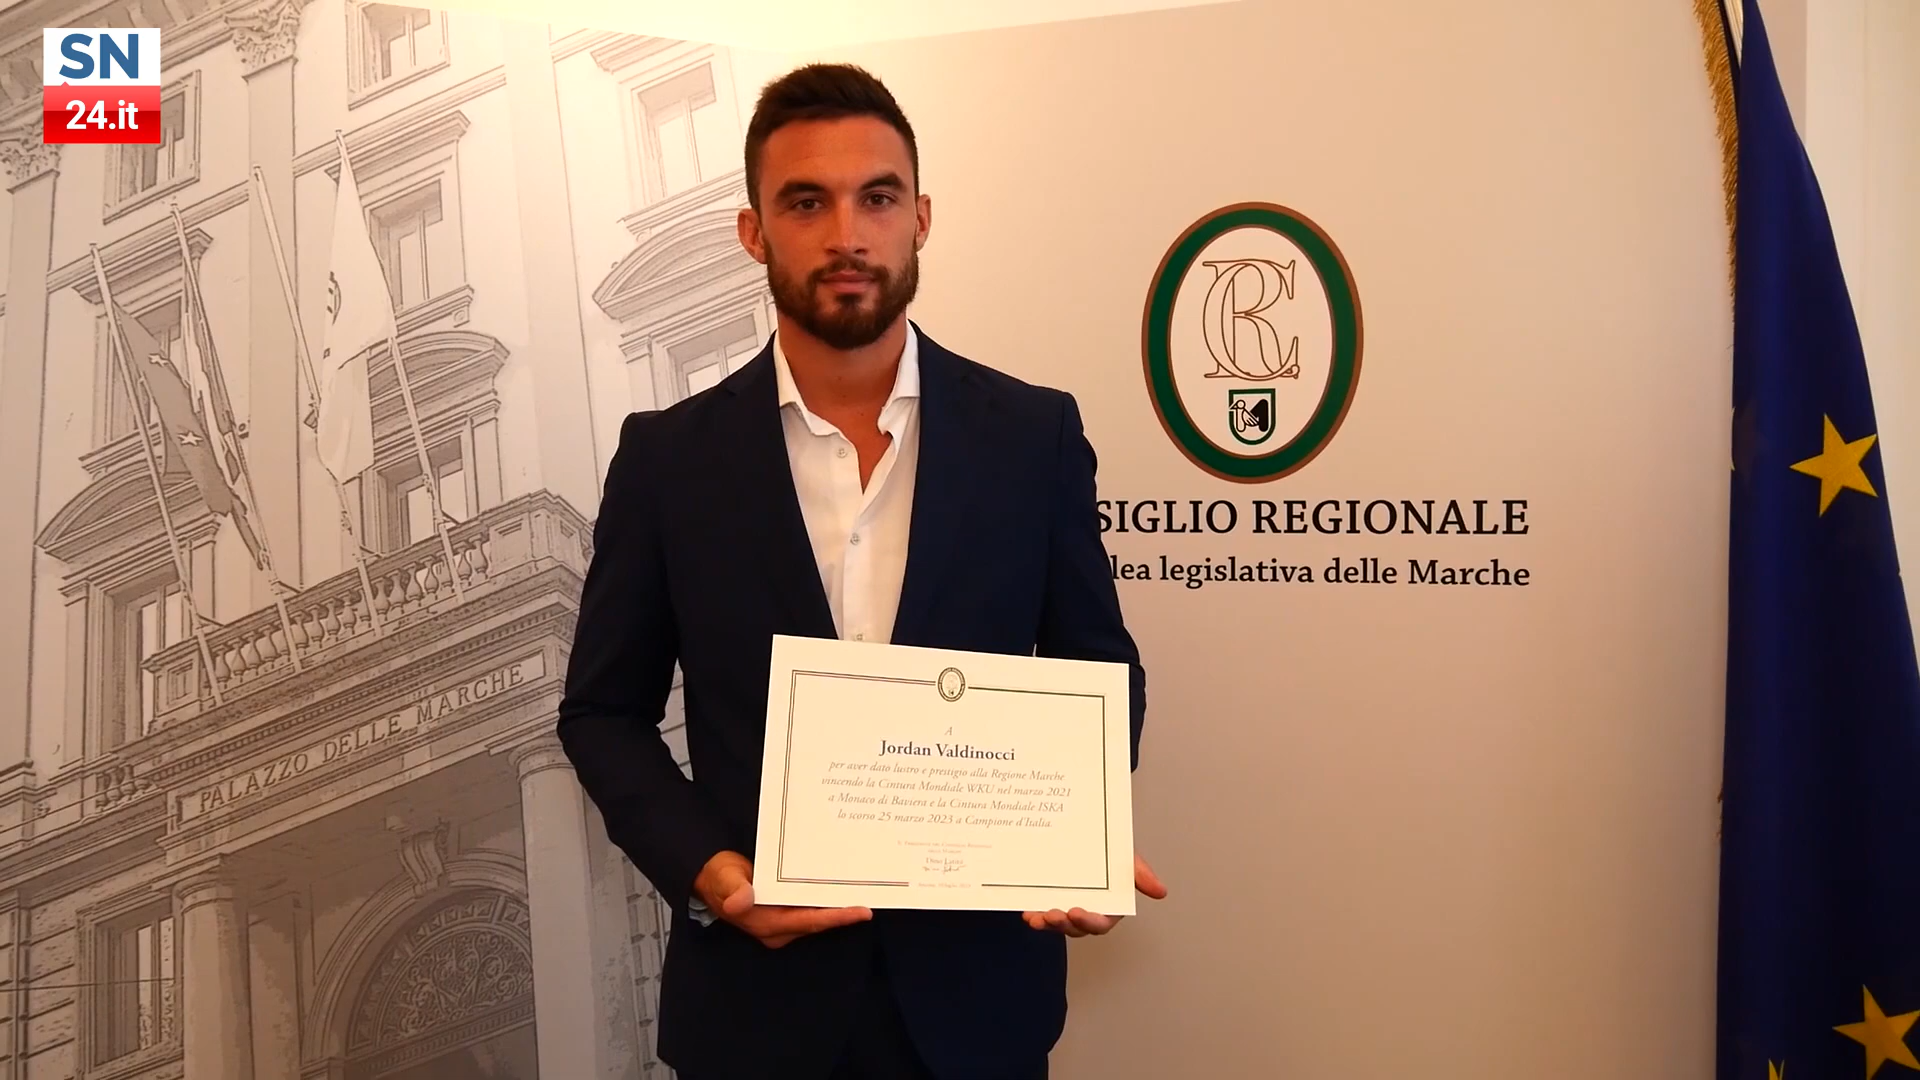 SN
24.it
PALAZZO DELLE MARCHE
SIGLIO REGIONALE
lea legislativa delle Marche
A
Jordan Valdinocci
per aver dato lustro e prestigio alla Regione Marche
vincendo la Cintura Mondiale WKU nel marzo 2021
a Monaco di Baviera e la Cintura Mondiale ISKA
lo scorso 25 marzo 2023 a Campione d'Italia
Dino Latini